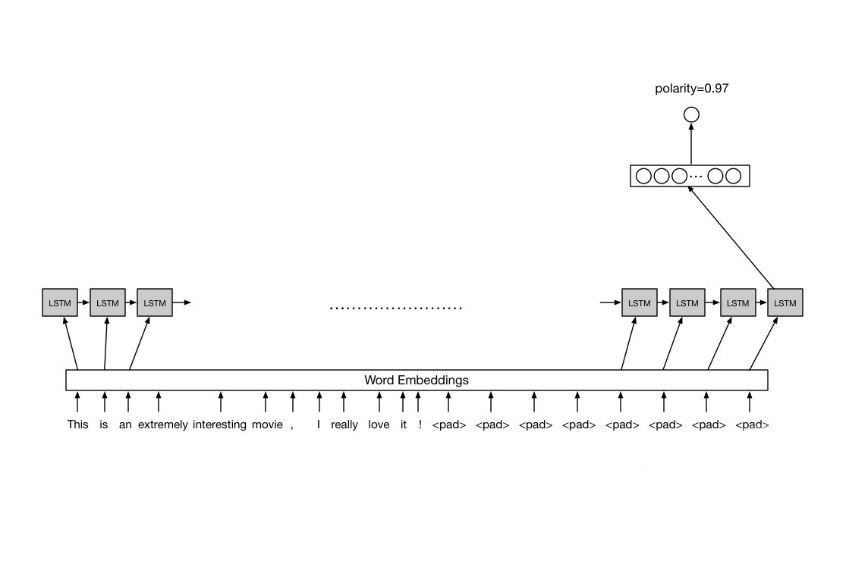 polarity=0.97
...
LSTM LSTM LSTM ....................... LSTM LSTM LSTM LSTM
Word Embeddings
This is an extremely interesting movie , I really love it ! <pad> <pad> <pad> <pad> <pad> <pad> <pad> <pad>